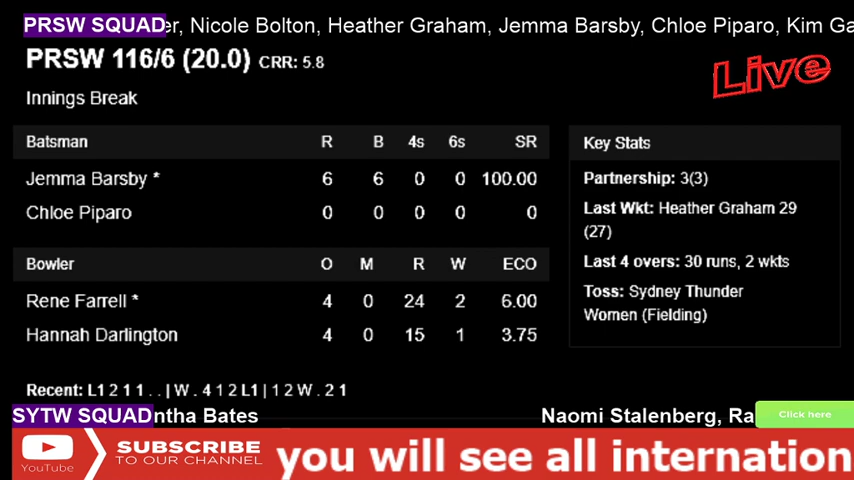 PRSW SQUAD er, Nicole Bolton, Heather Graham, Jemma Barsby, Chloe Piparo, Kim Ga
PRSW 116/6 (20.0) CRR: 5.8
Live
Innings Break
Batsman R B 4s 6s SR
Jemma Barsby * 6 6 0 0 100.00
Chloe Piparo 0 0 0 0 0
Bowler O M R W ECO
Rene Farrell * 4 0 24 2 6.00
Hannah Darlington 4 0 15 1 3.75
Key Stats
Partnership: 3(3)
Last Wkt: Heather Graham 29
(27)
Last 4 overs: 30 runs, 2 wkts
Toss: Sydney Thunder
Women (Fielding)
Recent: L1 2 1 1 . . | W . 4 1 2 L1 | 1 2 W . 2 1
SYTW SQUAD ntha Bates Naomi Stalenberg, Ra
Click here
YouTube
SUBSCRIBE
TO OUR CHANNEL
you will see all internation